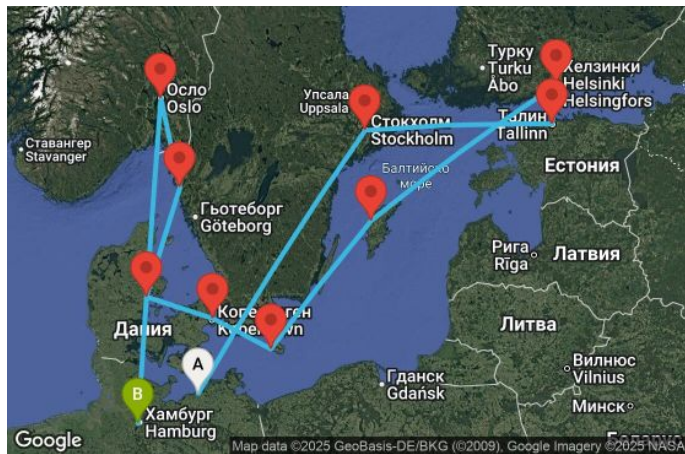 Осло
Oslo
Упсала
Uppsala
Стокхолм
Stockholm
Турку
Turku
Åbo
Хелзинки
Helsinki
Helsingfors
Талин
Tallinn
Ставангер
Stavanger
Гьотеборг
Göteborg
Балтийско
море
ЕСТОНИЯ
Рига
Rīga
ЛАТВИЯ
Дания
A
B
ЛИТВА
Вилнюс
Vilnius
Гданск
Gdańsk
Минск
Хамбург
Hamburg
Google
Map data ©2025 GeoBasis-DE/BKG (©2009), Google Imagery ©2025 NASA